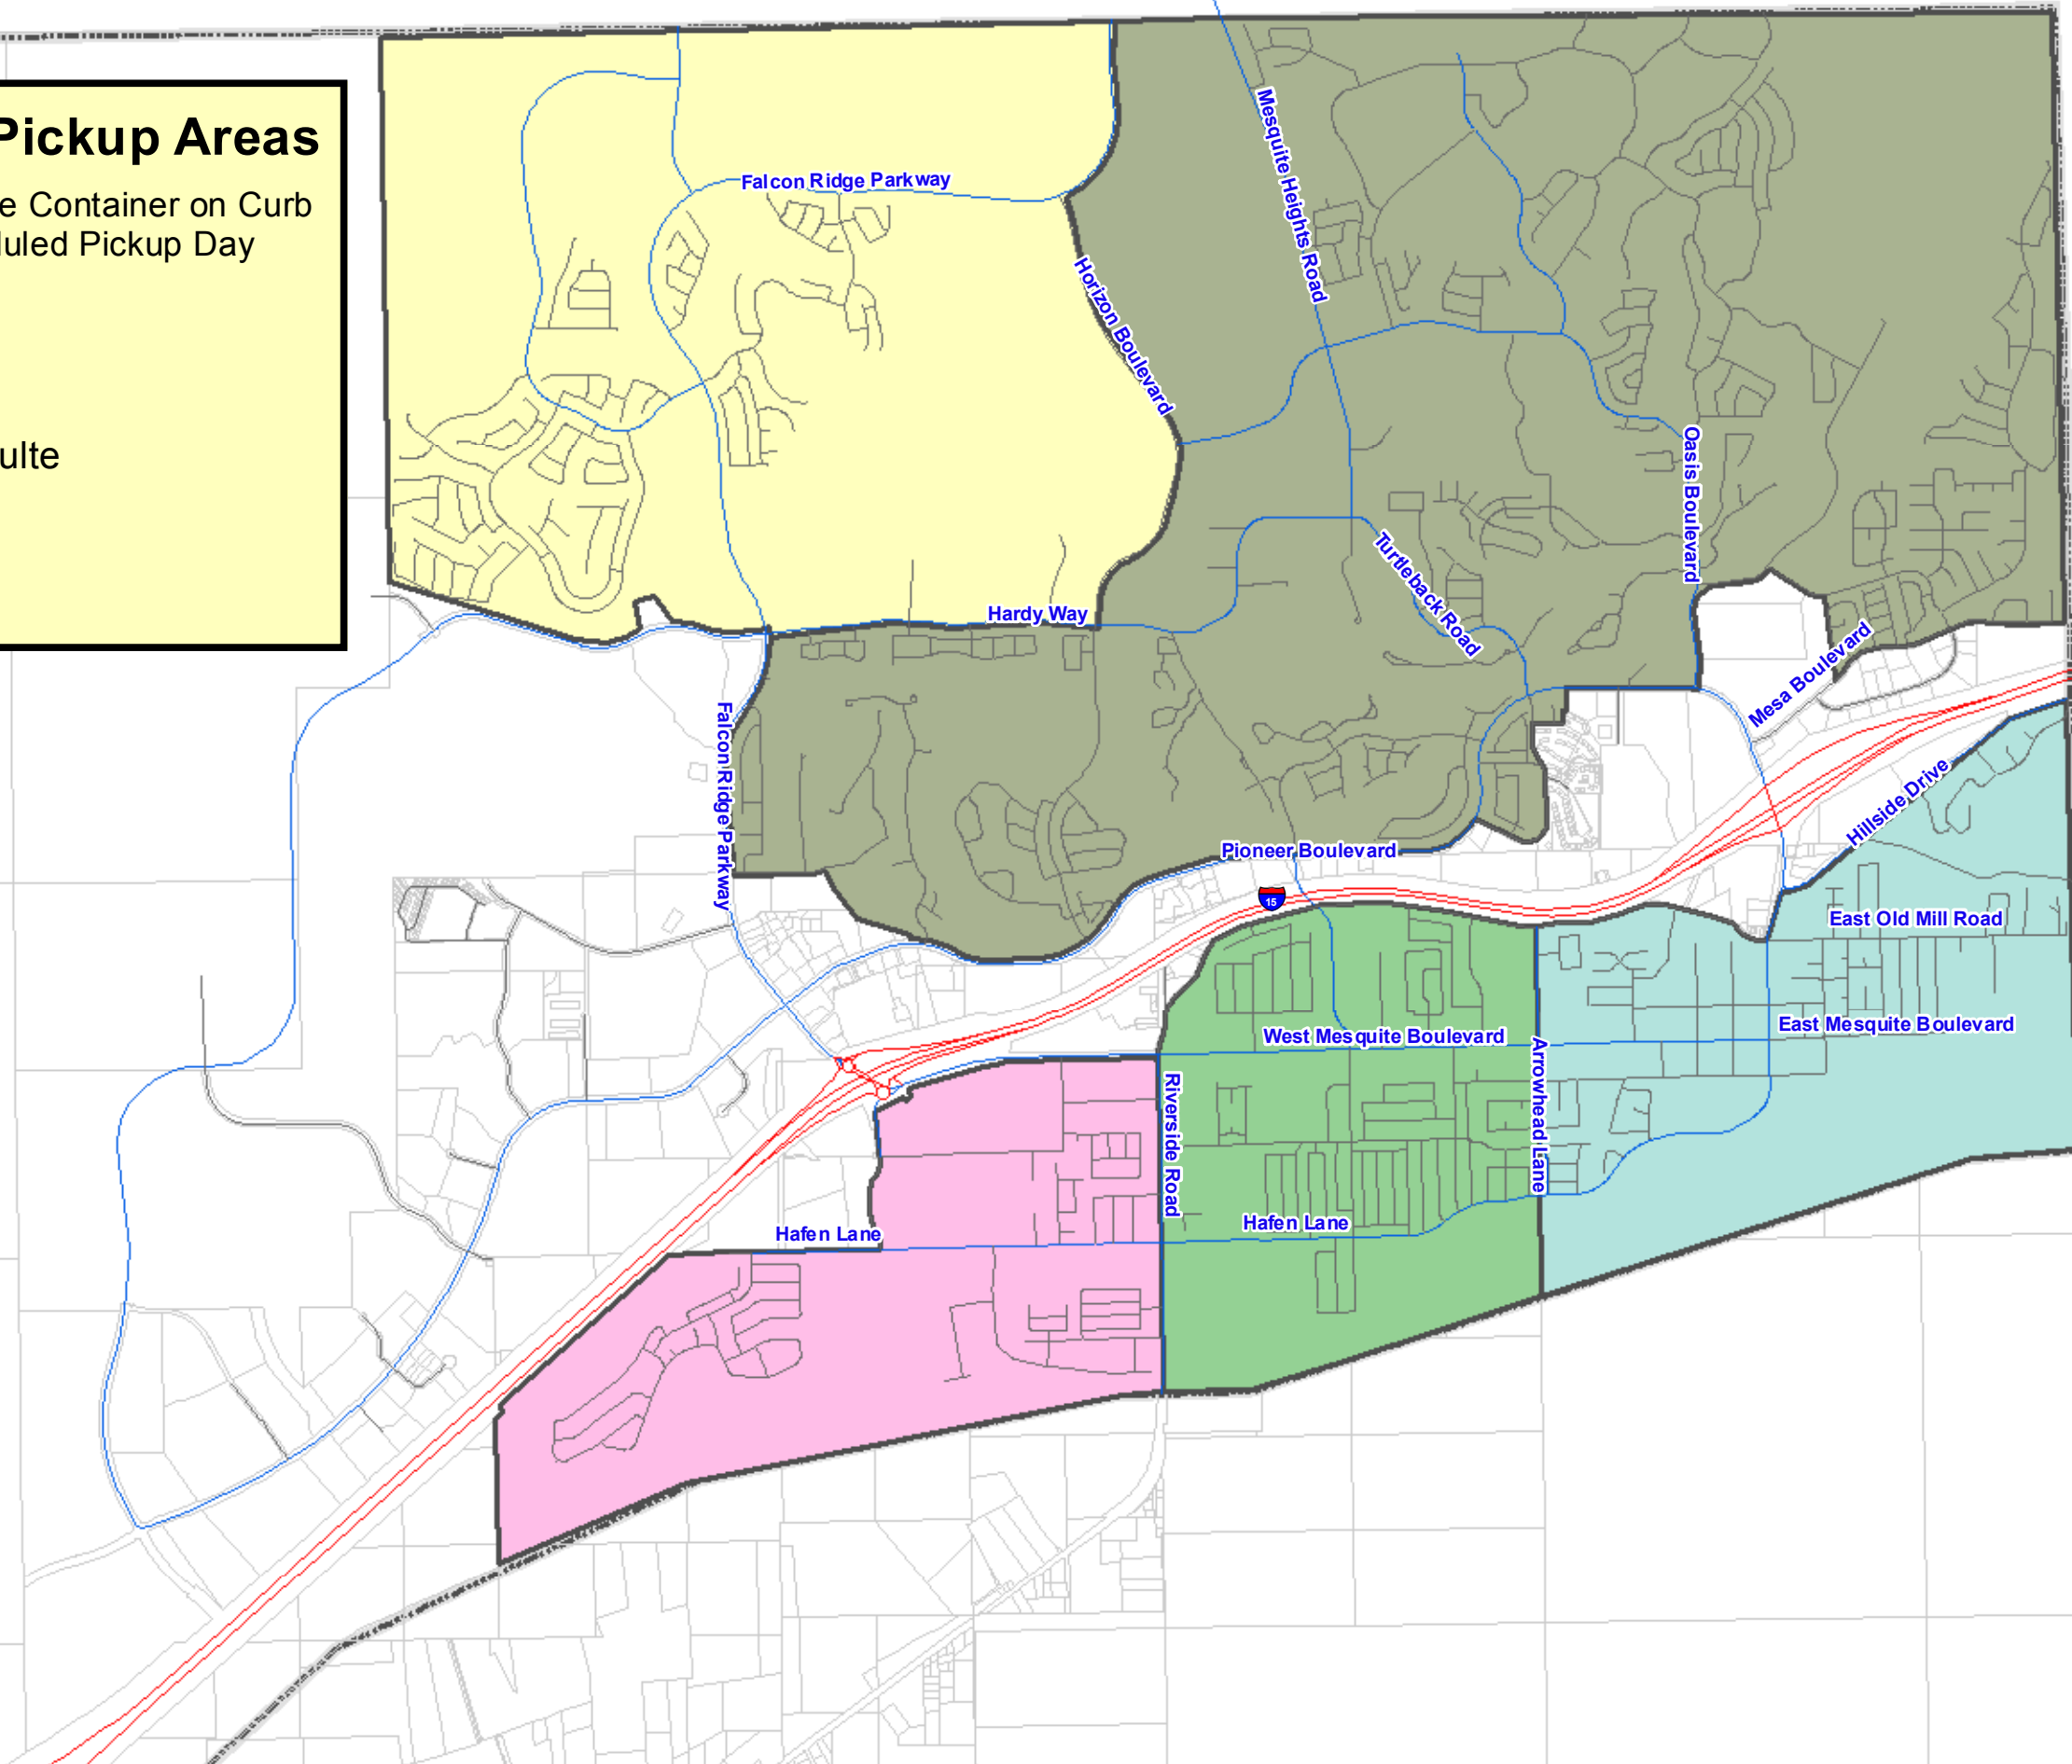 Pickup Areas
e Container on Curb
luled Pickup Day
ulte
Falcon Ridge Parkway
Mesquite Heights Road
Horizon Boulevard
Oasis Boulevard
Turtleback Road
Hardy Way
Mesa Boulevard
Falcon Ridge Parkway
Hillside Drive
Pioneer Boulevard
15
East Old Mill Road
East Mesquite Boulevard
West Mesquite Boulevard
Arrowhead Lane
Riverside Road
Hafen Lane
Hafen Lane